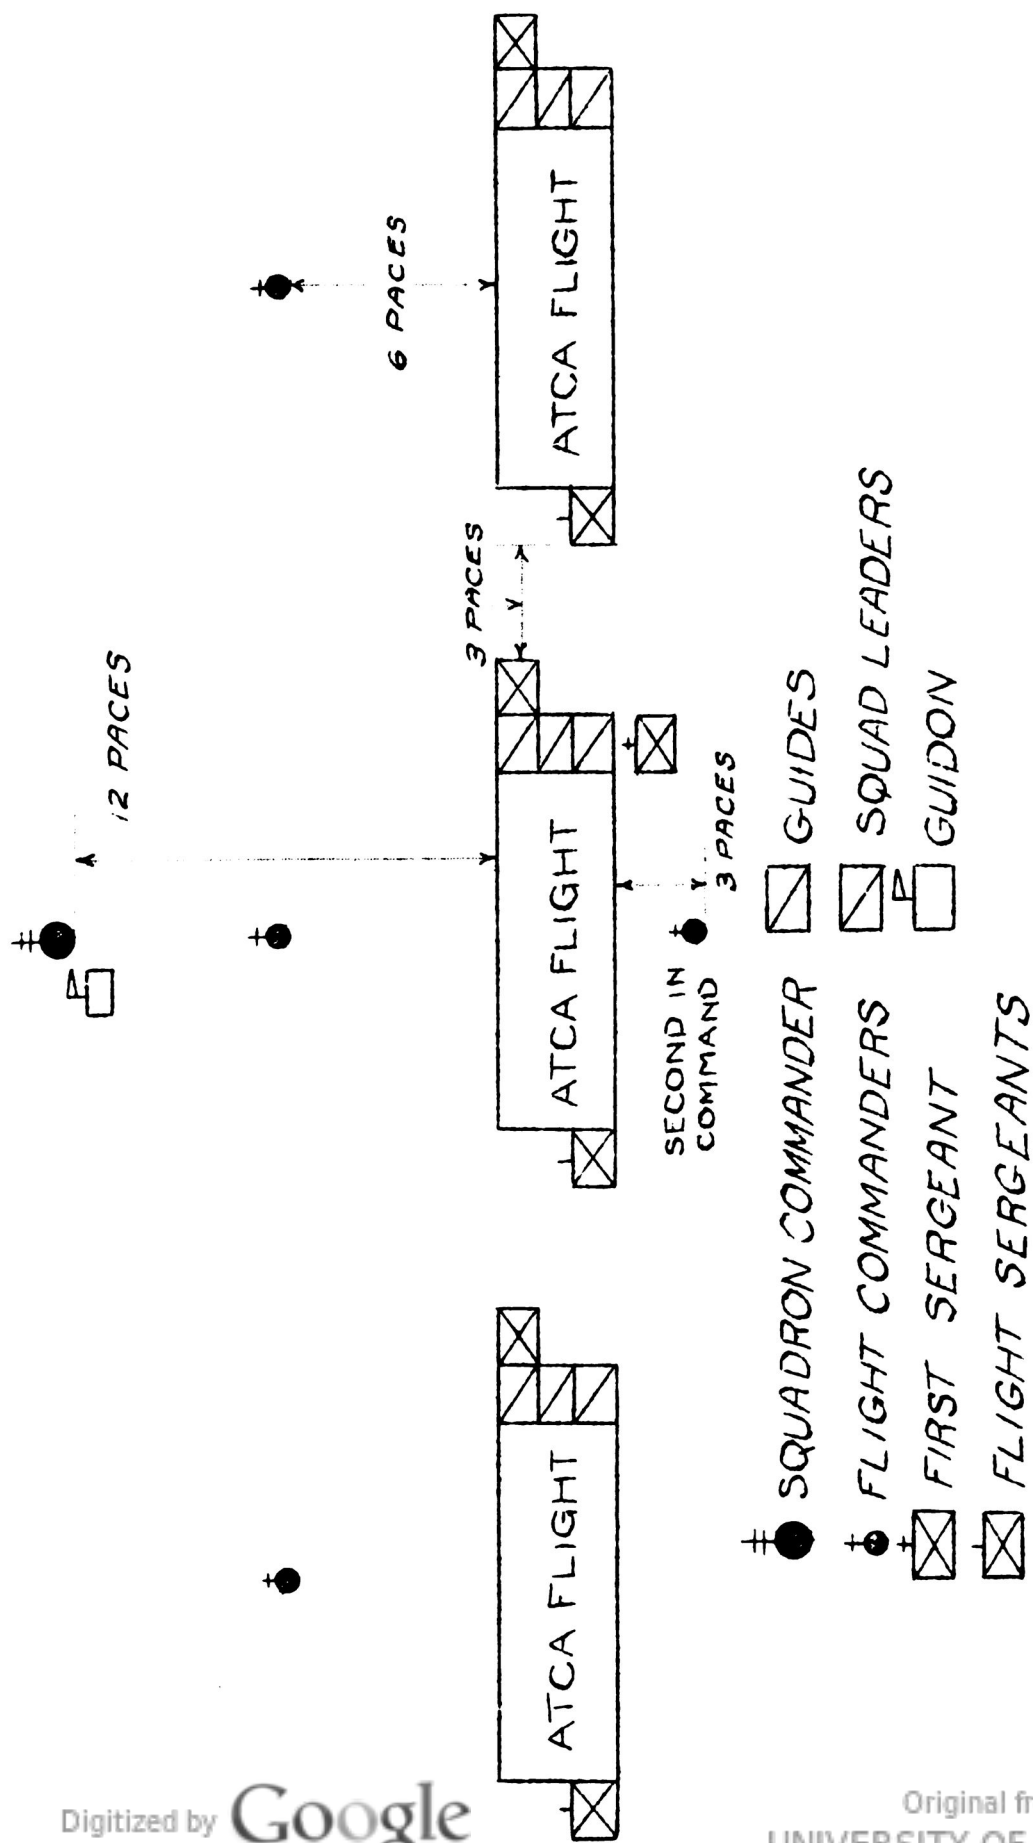 12 PACES
6 PACES
3 PACES
ATCA FLIGHT
ATCA FLIGHT
ATCA FLIGHT
SECOND IN
COMMAND
3 PACES
SQUADRON COMMANDER
FLIGHT COMMANDERS
FIRST SERGEANT
FLIGHT SERGEANTS
GUIDES
SQUAD LEADERS
GUIDON
Digitized by Google
Original fr
UNIVERSITY OF